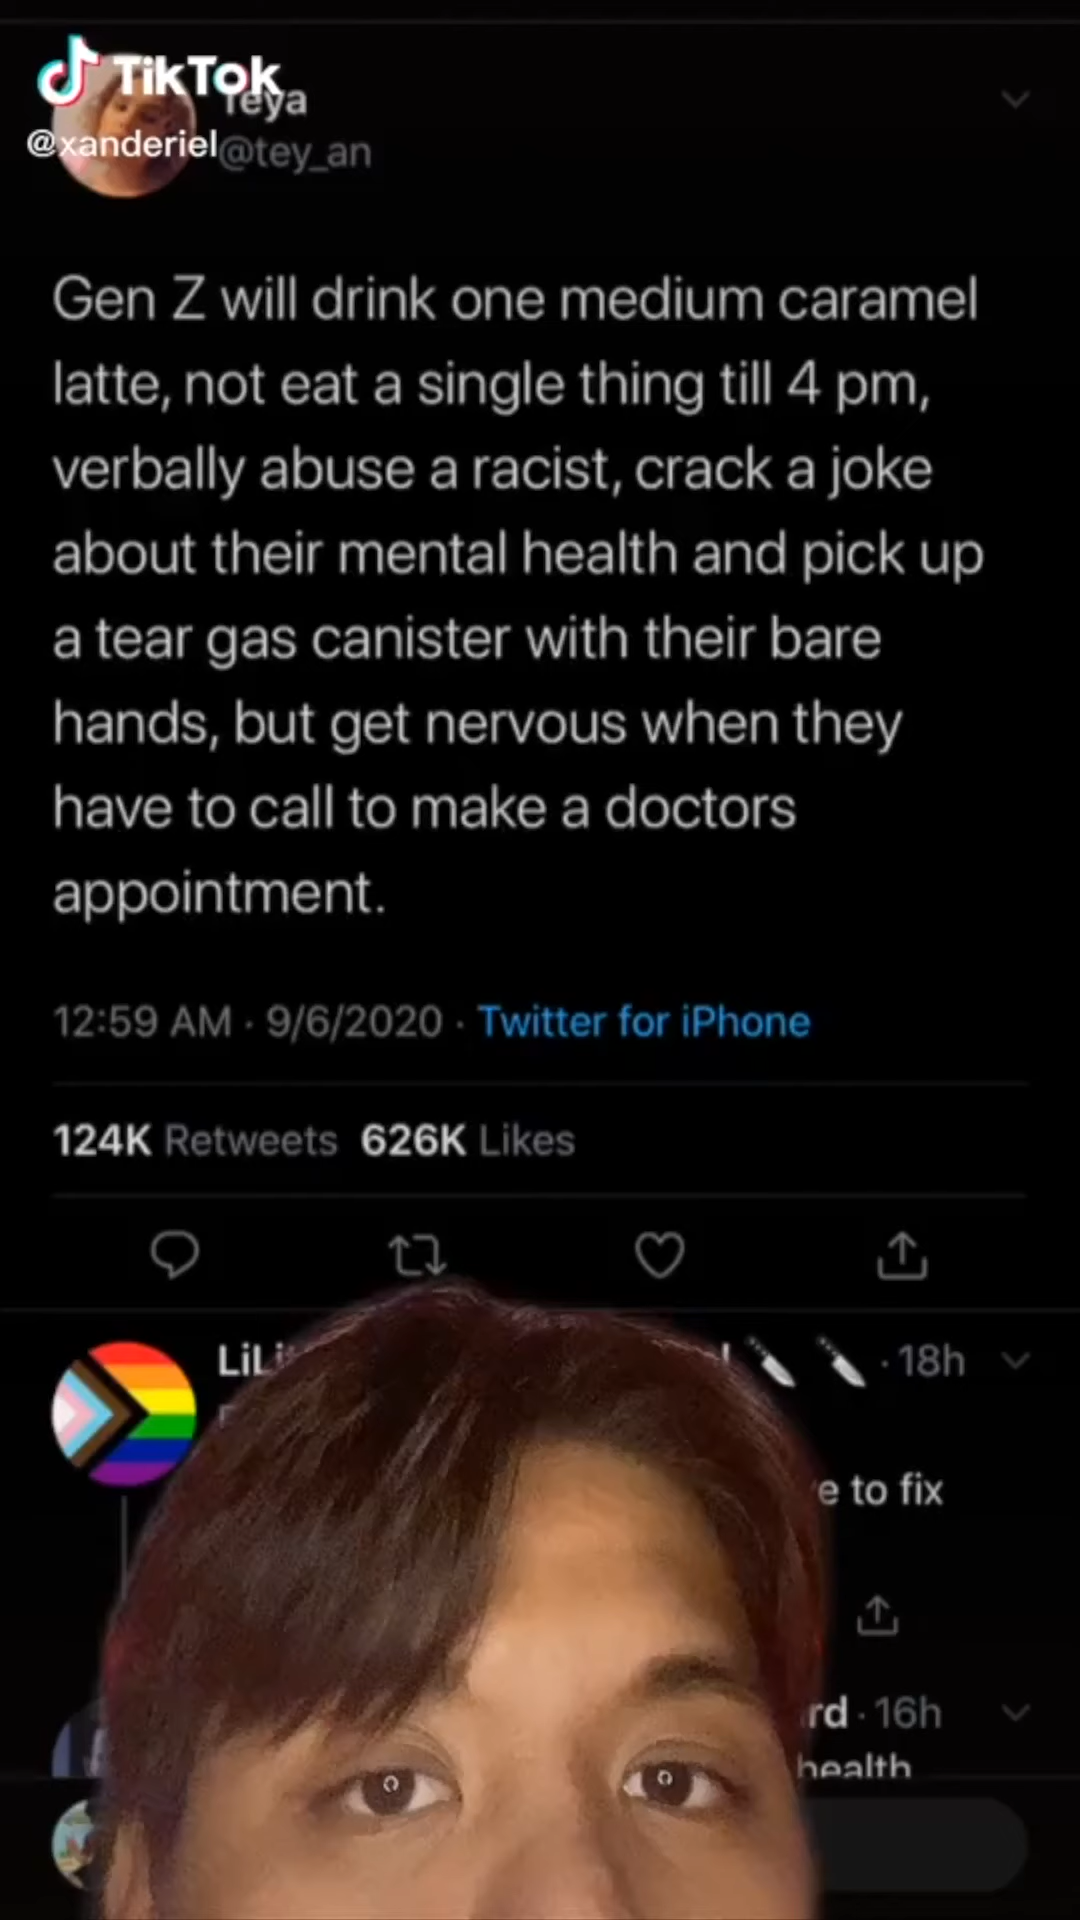 TikTok
@xanderiel
Teya
@tey_an
Gen Z will drink one medium caramel
latte, not eat a single thing till 4 pm,
verbally abuse a racist, crack a joke
about their mental health and pick up
a tear gas canister with their bare
hands, but get nervous when they
have to call to make a doctors
appointment.
12:59 AM · 9/6/2020 · Twitter for iPhone
124K Retweets 626K Likes
· 18h
to fix
· 16h
health